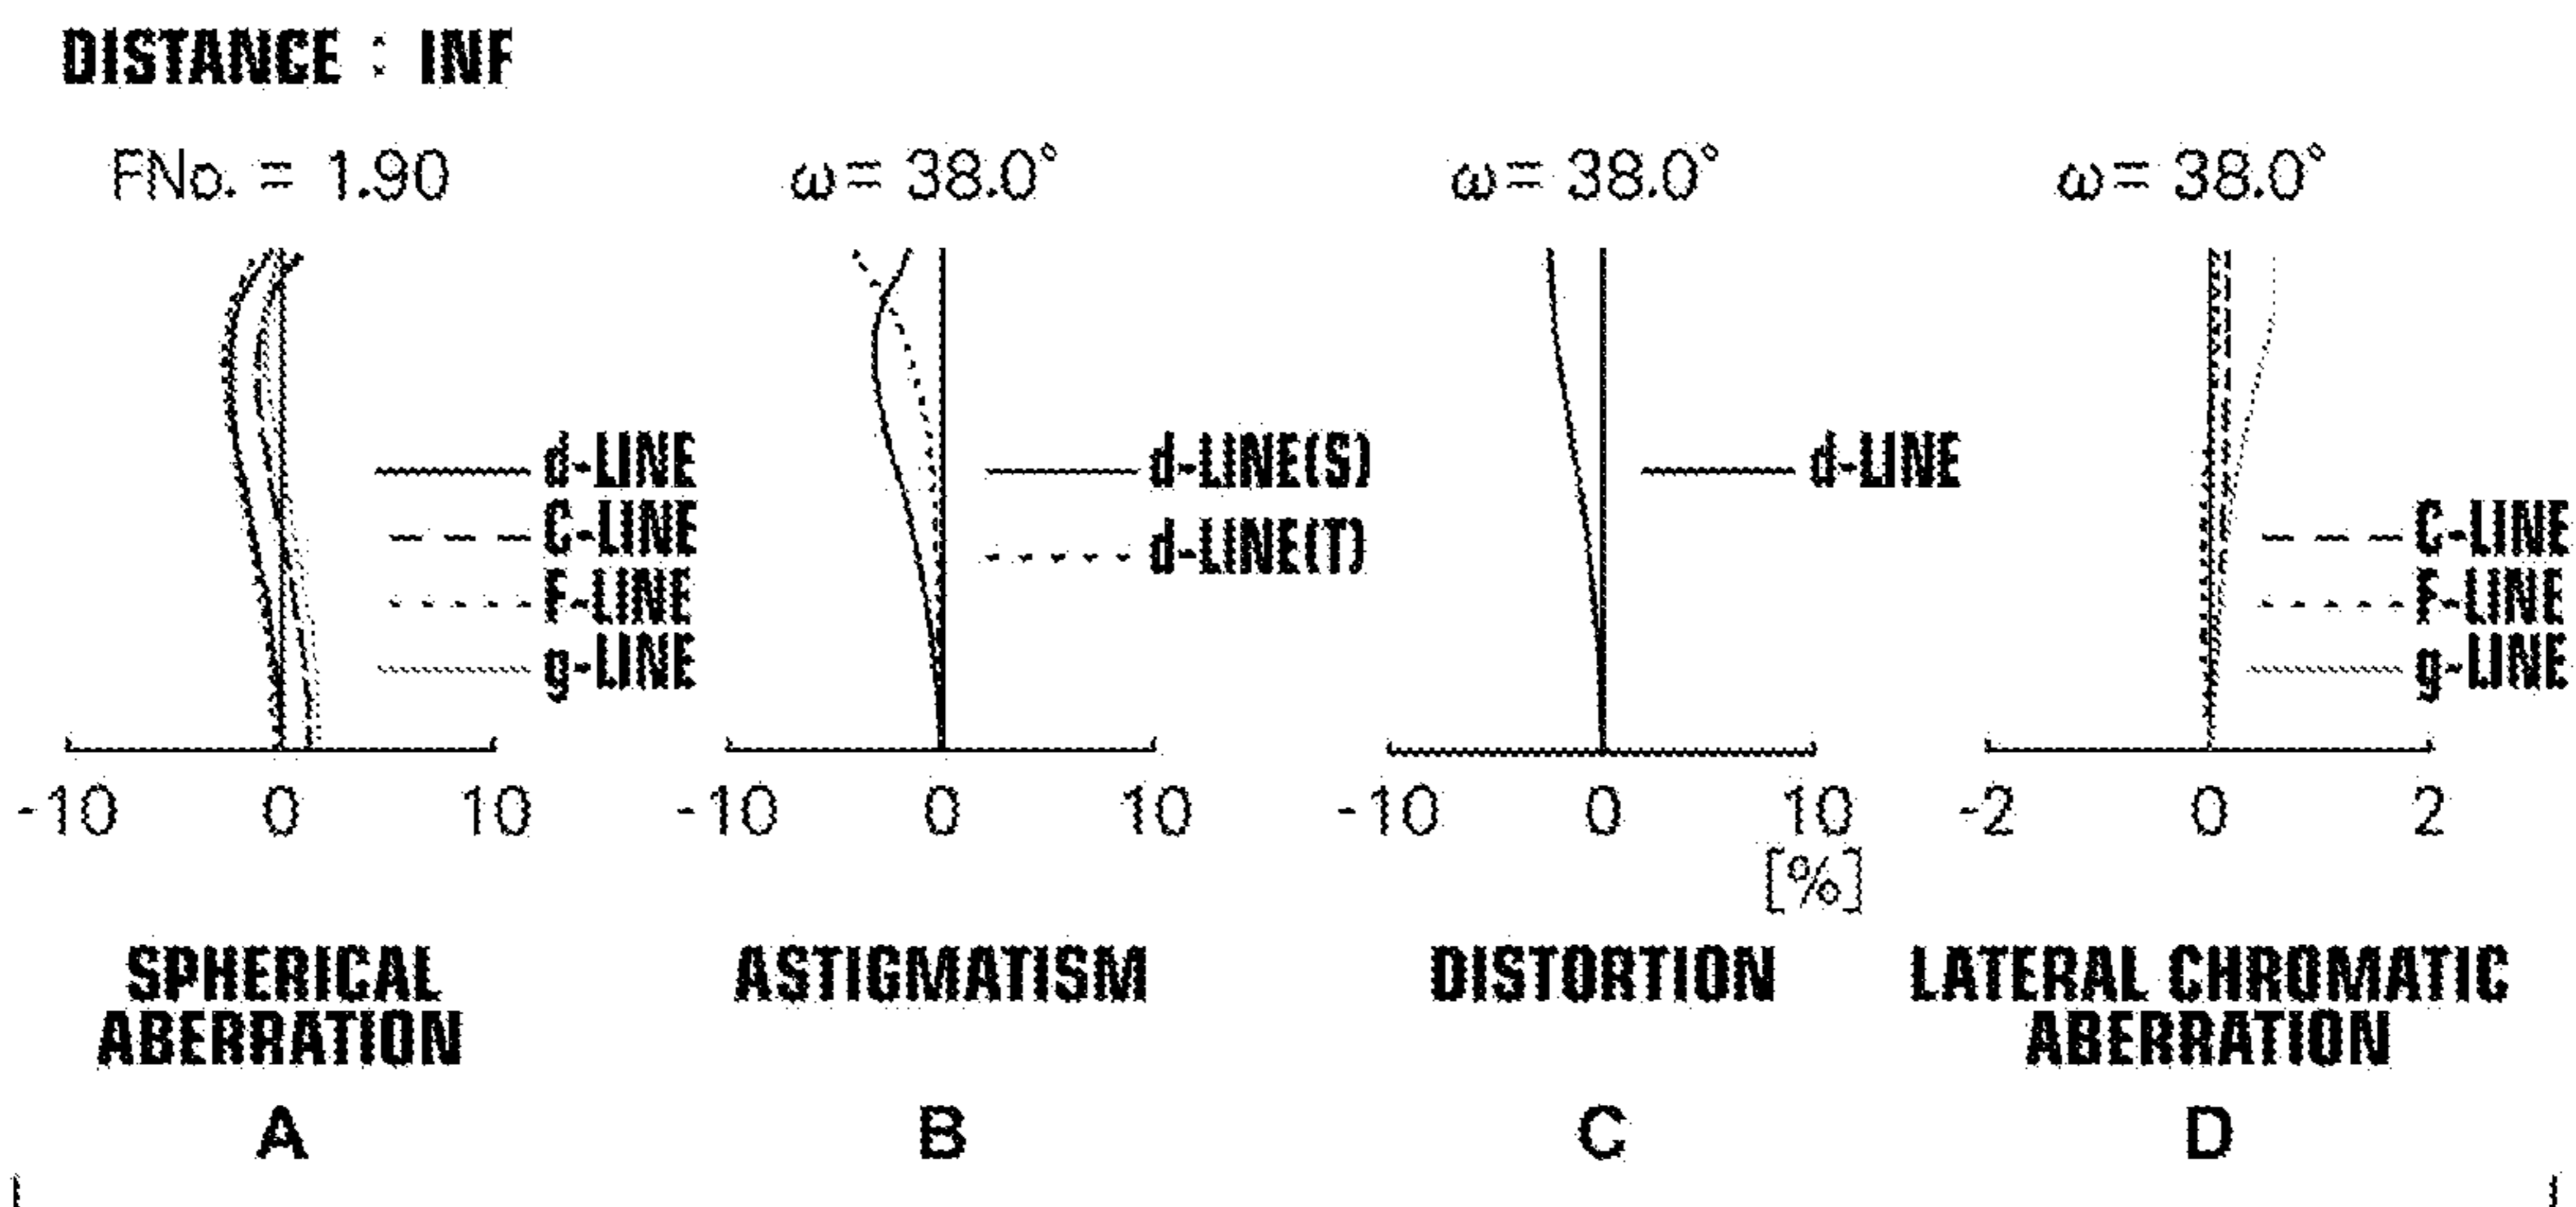 DISTANCE : INF
FNo. = 1.90
ω = 38.0°
ω = 38.0°
ω = 38.0°
d-LINE
C-LINE
F-LINE
g-LINE
d-LINE(S)
d-LINE(T)
d-LINE
C-LINE
F-LINE
g-LINE
-10 0 10
-10 0 10
-10 0 10
[%]
-2 0 2
SPHERICAL
ABERRATION
ASTIGMATISM
DISTORTION
LATERAL CHROMATIC
ABERRATION
A
B
C
D